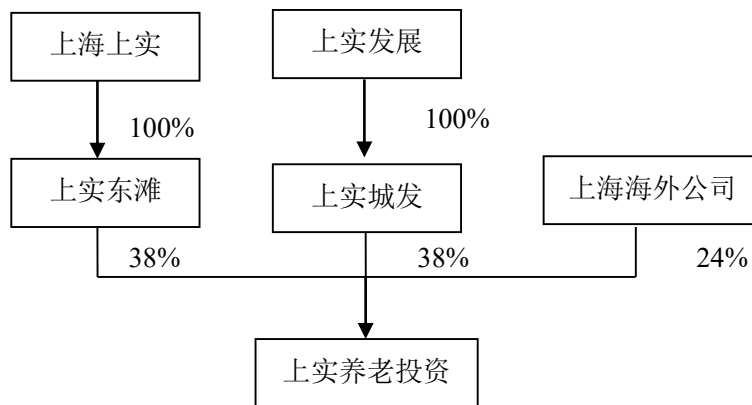 上海上实
上实发展
100%
100%
上实东滩
上实城发
上海海外公司
38%
38%
24%
上实养老投资